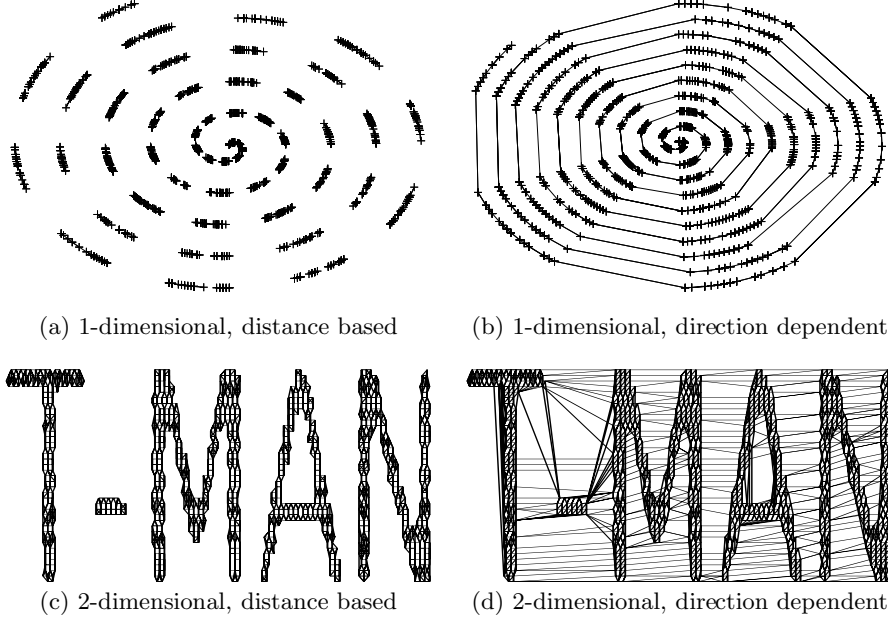 (a) 1-dimensional, distance based
(b) 1-dimensional, direction dependent
T-MAN
T-MAN
(c) 2-dimensional, distance based
(d) 2-dimensional, direction dependent